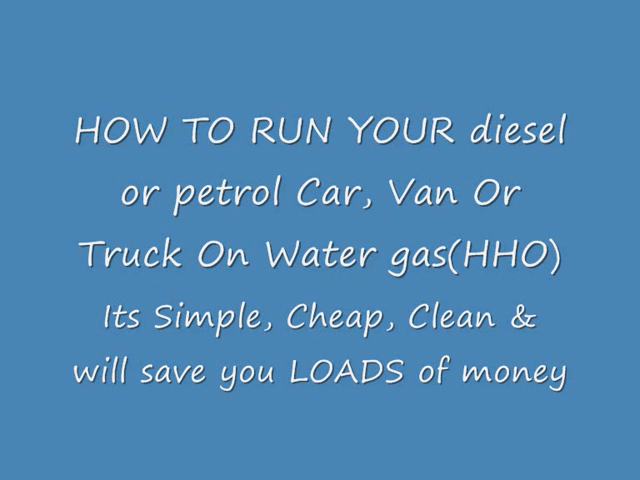 HOW TO RUN YOUR diesel
or petrol Car, Van Or
Truck On Water gas(HHO)
Its Simple, Cheap, Clean &
will save you LOADS of money